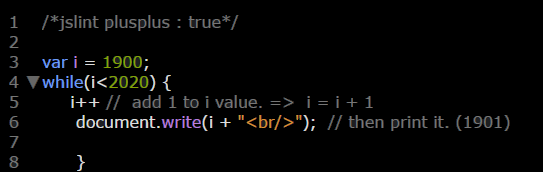 1 /*jslint plusplus : true*/
2
3 var i = 1900;
4 while(i<2020) {
5 i++ // add 1 to i value. => i = i + 1
6 document.write(i + "<br/>"); // then print it. (1901)
7
8 }